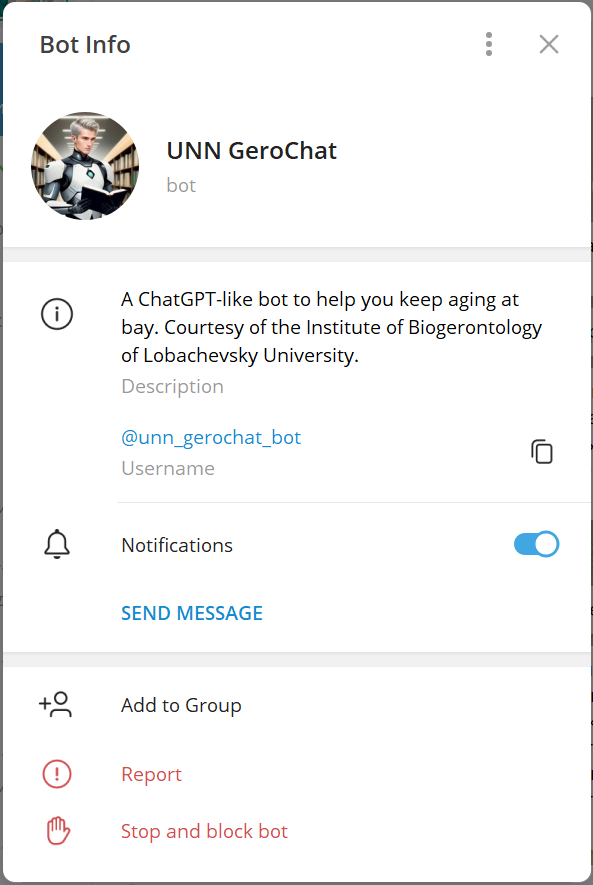 Bot Info
UNN GeroChat
bot
A ChatGPT-like bot to help you keep aging at
bay. Courtesy of the Institute of Biogerontology
of Lobachevsky University.
Description
@unn_gerochat_bot
Username
Notifications
SEND MESSAGE
Add to Group
Report
Stop and block bot